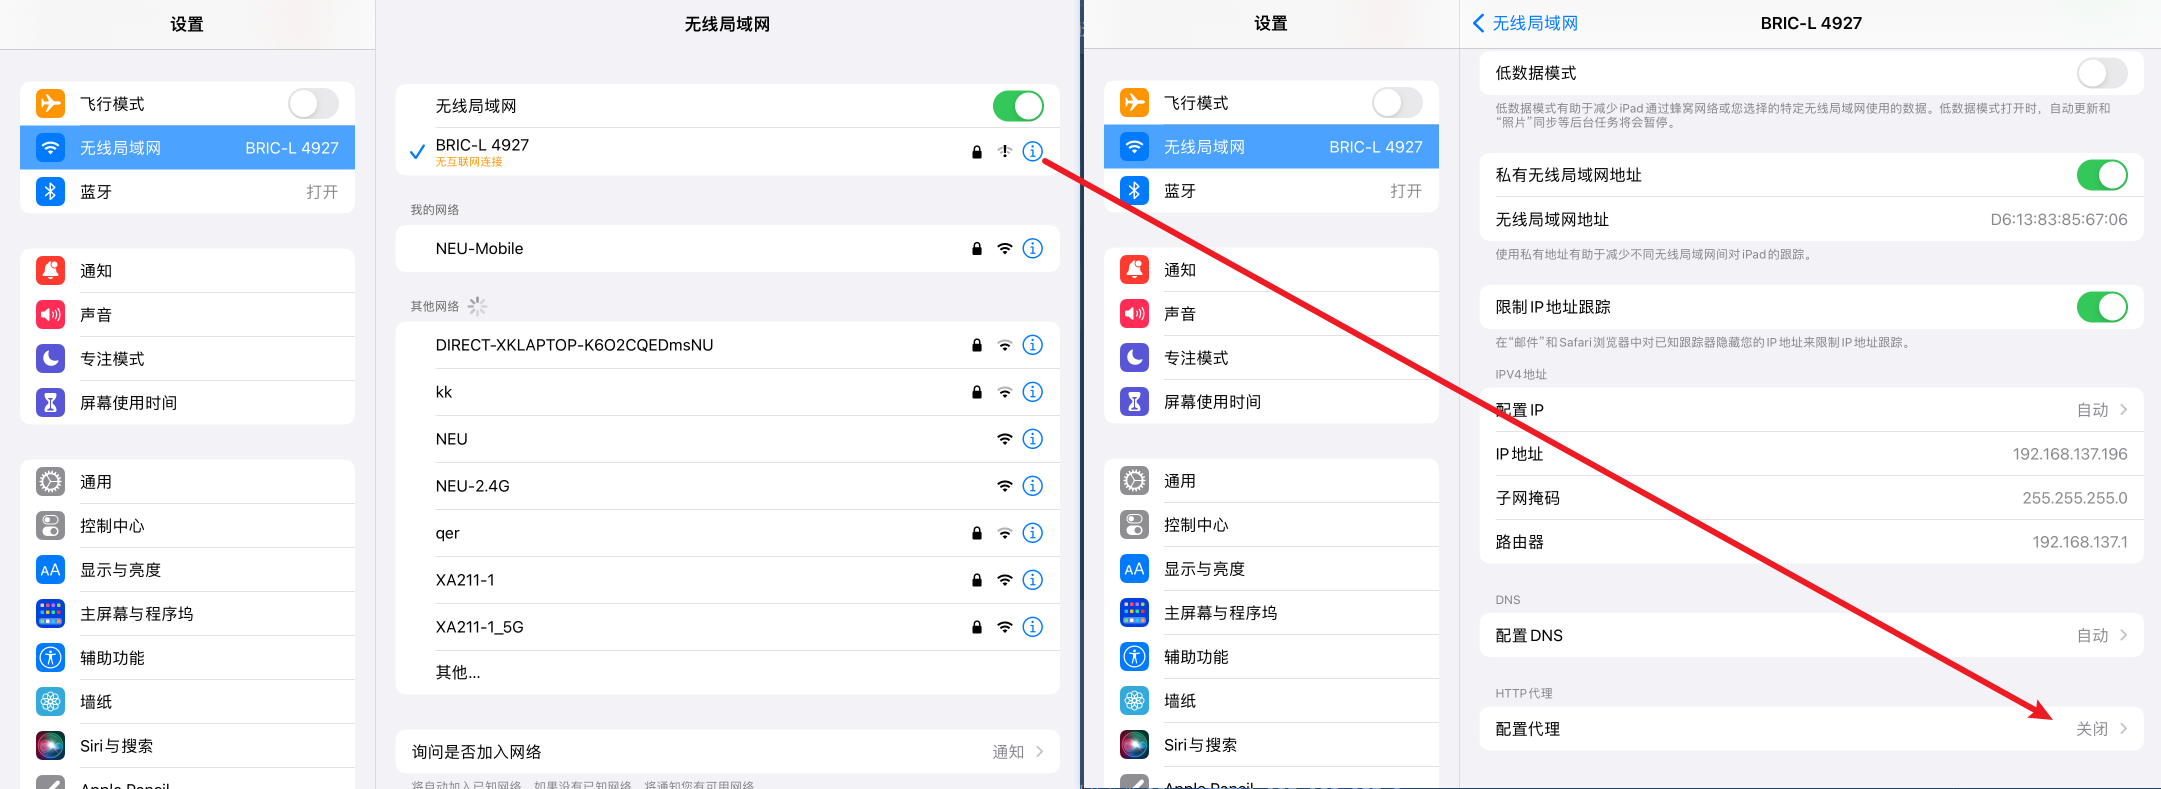 设置
飞行模式
无线局域网 BRIC-L 4927
蓝牙 打开
通知
声音
专注模式
屏幕使用时间
通用
控制中心
AA 显示与亮度
主屏幕与程序坞
辅助功能
墙纸
Siri与搜索
Apple Pencil
无线局域网
无线局域网
BRIC-L 4927
无互联网连接
我的网络
NEU-Mobile
其他网络
DIRECT-XKLAPTOP-K6O2CQEDmsNU
kk
NEU
NEU-2.4G
qer
XA211-1
XA211-1_5G
其他...
询问是否加入网络 通知
将自动加入已知网络。如果没有已知网络，将通知您有可用网络。
设置
飞行模式
无线局域网 BRIC-L 4927
蓝牙 打开
通知
声音
专注模式
屏幕使用时间
通用
控制中心
AA 显示与亮度
主屏幕与程序坞
辅助功能
墙纸
Siri与搜索
Apple Pencil
无线局域网 BRIC-L 4927
低数据模式
低数据模式有助于减少iPad通过蜂窝网络或您选择的特定无线局域网使用的数据。低数据模式打开时，自动更新和
“照片”同步等后台任务将会暂停。
私有无线局域网地址
无线局域网地址 D6:13:83:85:67:06
使用私有地址有助于减少不同无线局域网间对iPad的跟踪。
限制IP地址跟踪
在“邮件”和Safari浏览器中对已知跟踪器隐藏您的IP地址来限制IP地址跟踪。
IPV4地址
配置IP 自动
IP地址 192.168.137.196
子网掩码 255.255.255.0
路由器 192.168.137.1
DNS
配置DNS 自动
HTTP代理
配置代理 关闭